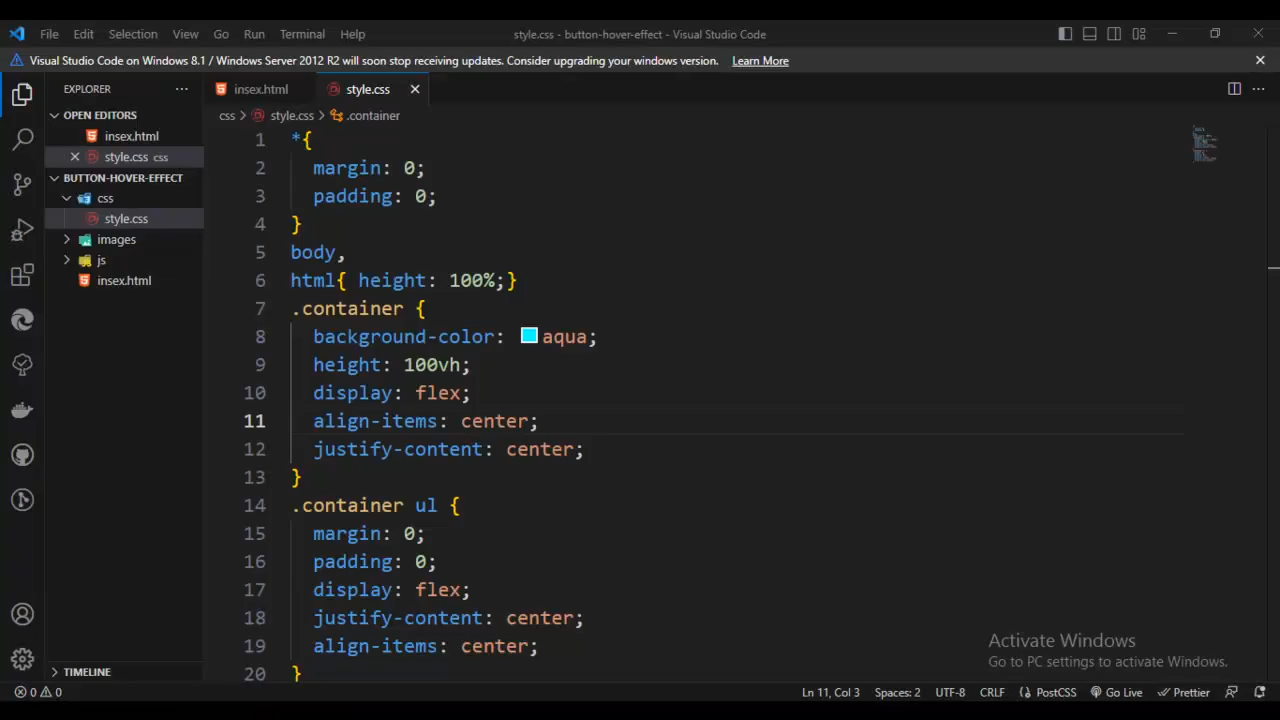 File Edit Selection View Go Run Terminal Help style.css - button-hover-effect - Visual Studio Code
Visual Studio Code on Windows 8.1 / Windows Server 2012 R2 will soon stop receiving updates. Consider upgrading your windows version. Learn More
EXPLORER
OPEN EDITORS
insex.html
style.css css
BUTTON-HOVER-EFFECT
css
style.css
images
js
insex.html
TIMELINE
insex.html style.css
css > style.css > .container
1 *{
2 margin: 0;
3 padding: 0;
4 }
5 body,
6 html{ height: 100%;}
7 .container {
8 background-color: aqua;
9 height: 100vh;
10 display: flex;
11 align-items: center;
12 justify-content: center;
13 }
14 .container ul {
15 margin: 0;
16 padding: 0;
17 display: flex;
18 justify-content: center;
19 align-items: center;
20 }
Activate Windows
Go to PC settings to activate Windows.
0 0 Ln 11, Col 3 Spaces: 2 UTF-8 CRLF PostCSS Go Live Prettier